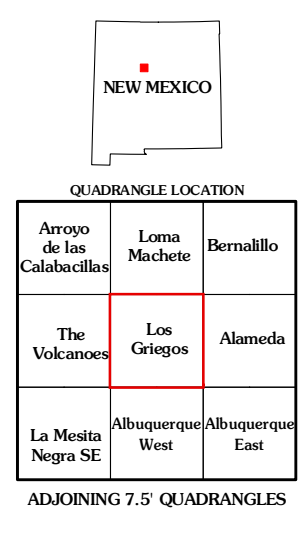 NEW MEXICO
QUADRANGLE LOCATION
Arroyo
de las
Calabacillas
Loma
Machete
Bernalillo
The
Volcanoes
Los
Griegos
Alameda
La Mesita
Negra SE
Albuquerque
West
Albuquerque
East
ADJOINING 7.5' QUADRANGLES